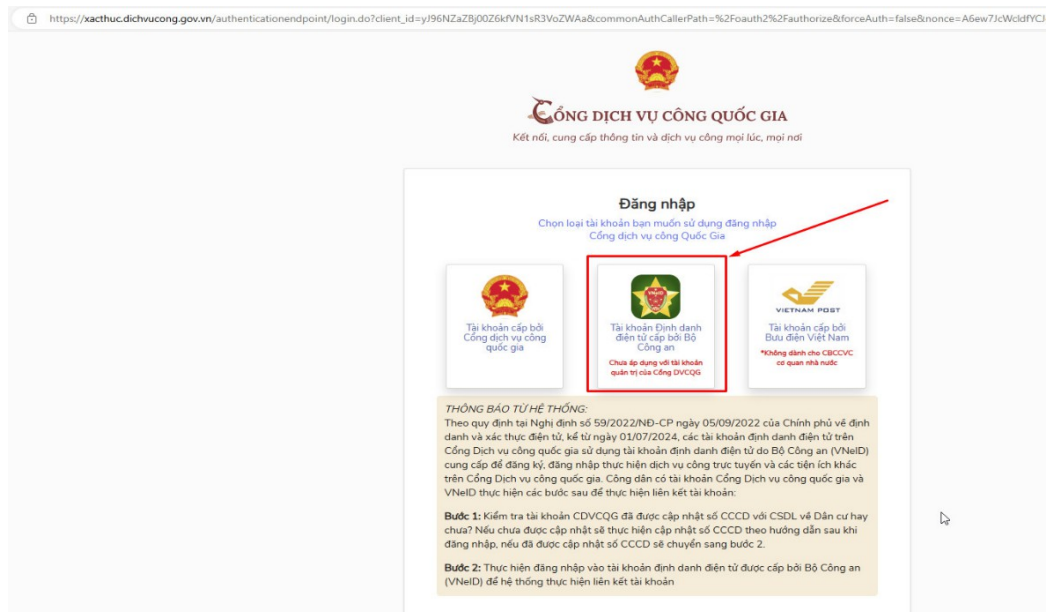 https://xacthuc.dichvucong.gov.vn/authenticationendpoint/login.do?client_id=yJ96NZaZBj00Z6kfVN1sR3VoZWAa&commonAuthCallerPath=%2Foauth2%2Fauthorize&forceAuth=false&nonce=A6ew7JcWcldfYCJ
CỔNG DỊCH VỤ CÔNG QUỐC GIA
Kết nối, cung cấp thông tin và dịch vụ công mọi lúc, mọi nơi
Đăng nhập
Chọn loại tài khoản bạn muốn sử dụng đăng nhập
Cổng dịch vụ công Quốc Gia
Tài khoản cấp bởi
Cổng dịch vụ công
quốc gia
Tài khoản Định danh
điện tử cấp bởi Bộ
Công an
Chưa áp dụng với tài khoản
quản trị của Cổng DVCQG
VIETNAM POST
Tài khoản cấp bởi
Bưu điện Việt Nam
*Không dành cho CBCCVC
cơ quan nhà nước
THÔNG BÁO TỪ HỆ THỐNG:
Theo quy định tại Nghị định số 59/2022/NĐ-CP ngày 05/09/2022 của Chính phủ về định
danh và xác thực điện tử, kể từ ngày 01/07/2024, các tài khoản định danh điện tử trên
Cổng Dịch vụ công quốc gia sử dụng tài khoản định danh điện tử do Bộ Công an (VNeID)
cung cấp để đăng ký, đăng nhập thực hiện dịch vụ công trực tuyến và các tiện ích khác
trên Cổng Dịch vụ công quốc gia. Công dân có tài khoản Cổng Dịch vụ công quốc gia và
VNeID thực hiện các bước sau để thực hiện liên kết tài khoản:
Bước 1: Kiểm tra tài khoản CDVCQG đã được cập nhật số CCCD với CSDL về Dân cư hay
chưa? Nếu chưa được cập nhật sẽ thực hiện cập nhật số CCCD theo hướng dẫn sau khi
đăng nhập, nếu đã được cập nhật số CCCD sẽ chuyển sang bước 2.
Bước 2: Thực hiện đăng nhập vào tài khoản định danh điện tử được cấp bởi Bộ Công an
(VNeID) để hệ thống thực hiện liên kết tài khoản